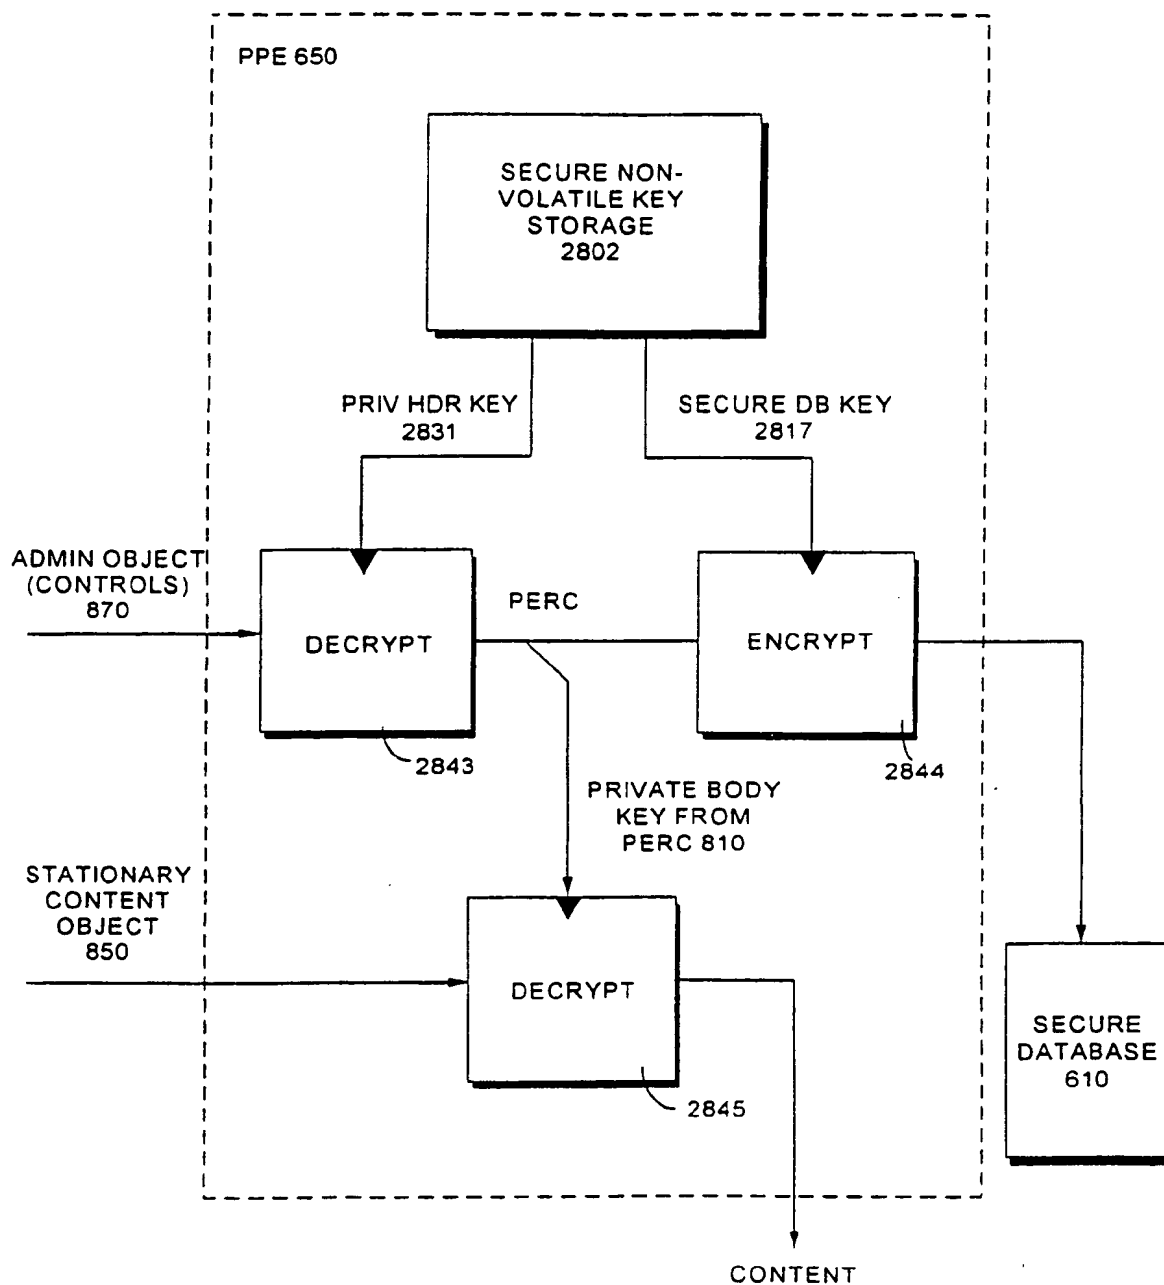 PPE 650
SECURE NON-
VOLATILE KEY
STORAGE
2802
PRIV HDR KEY
2831
SECURE DB KEY
2817
ADMIN OBJECT
(CONTROLS)
870
DECRYPT
PERC
ENCRYPT
2843
2844
PRIVATE BODY
KEY FROM
PERC 810
STATIONARY
CONTENT
OBJECT
850
DECRYPT
2845
SECURE
DATABASE
610
CONTENT